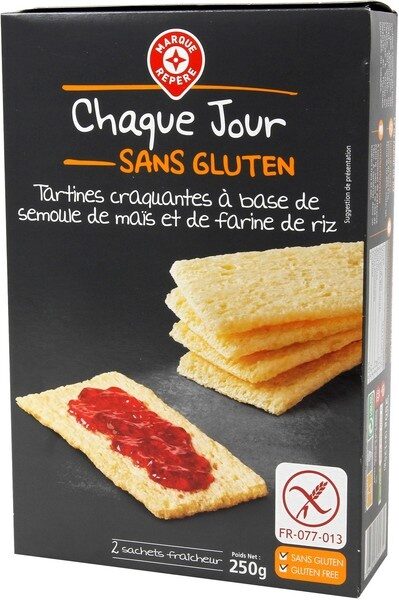 MARQUE
REPÈRE
Chaque Jour
SANS GLUTEN
Tartines craquantes à base de
semoule de maïs et de farine de riz
Suggestion de présentation
FR-077-013
2 sachets fraîcheur
Poids Net :
250g
SANS GLUTEN
GLUTEN FREE